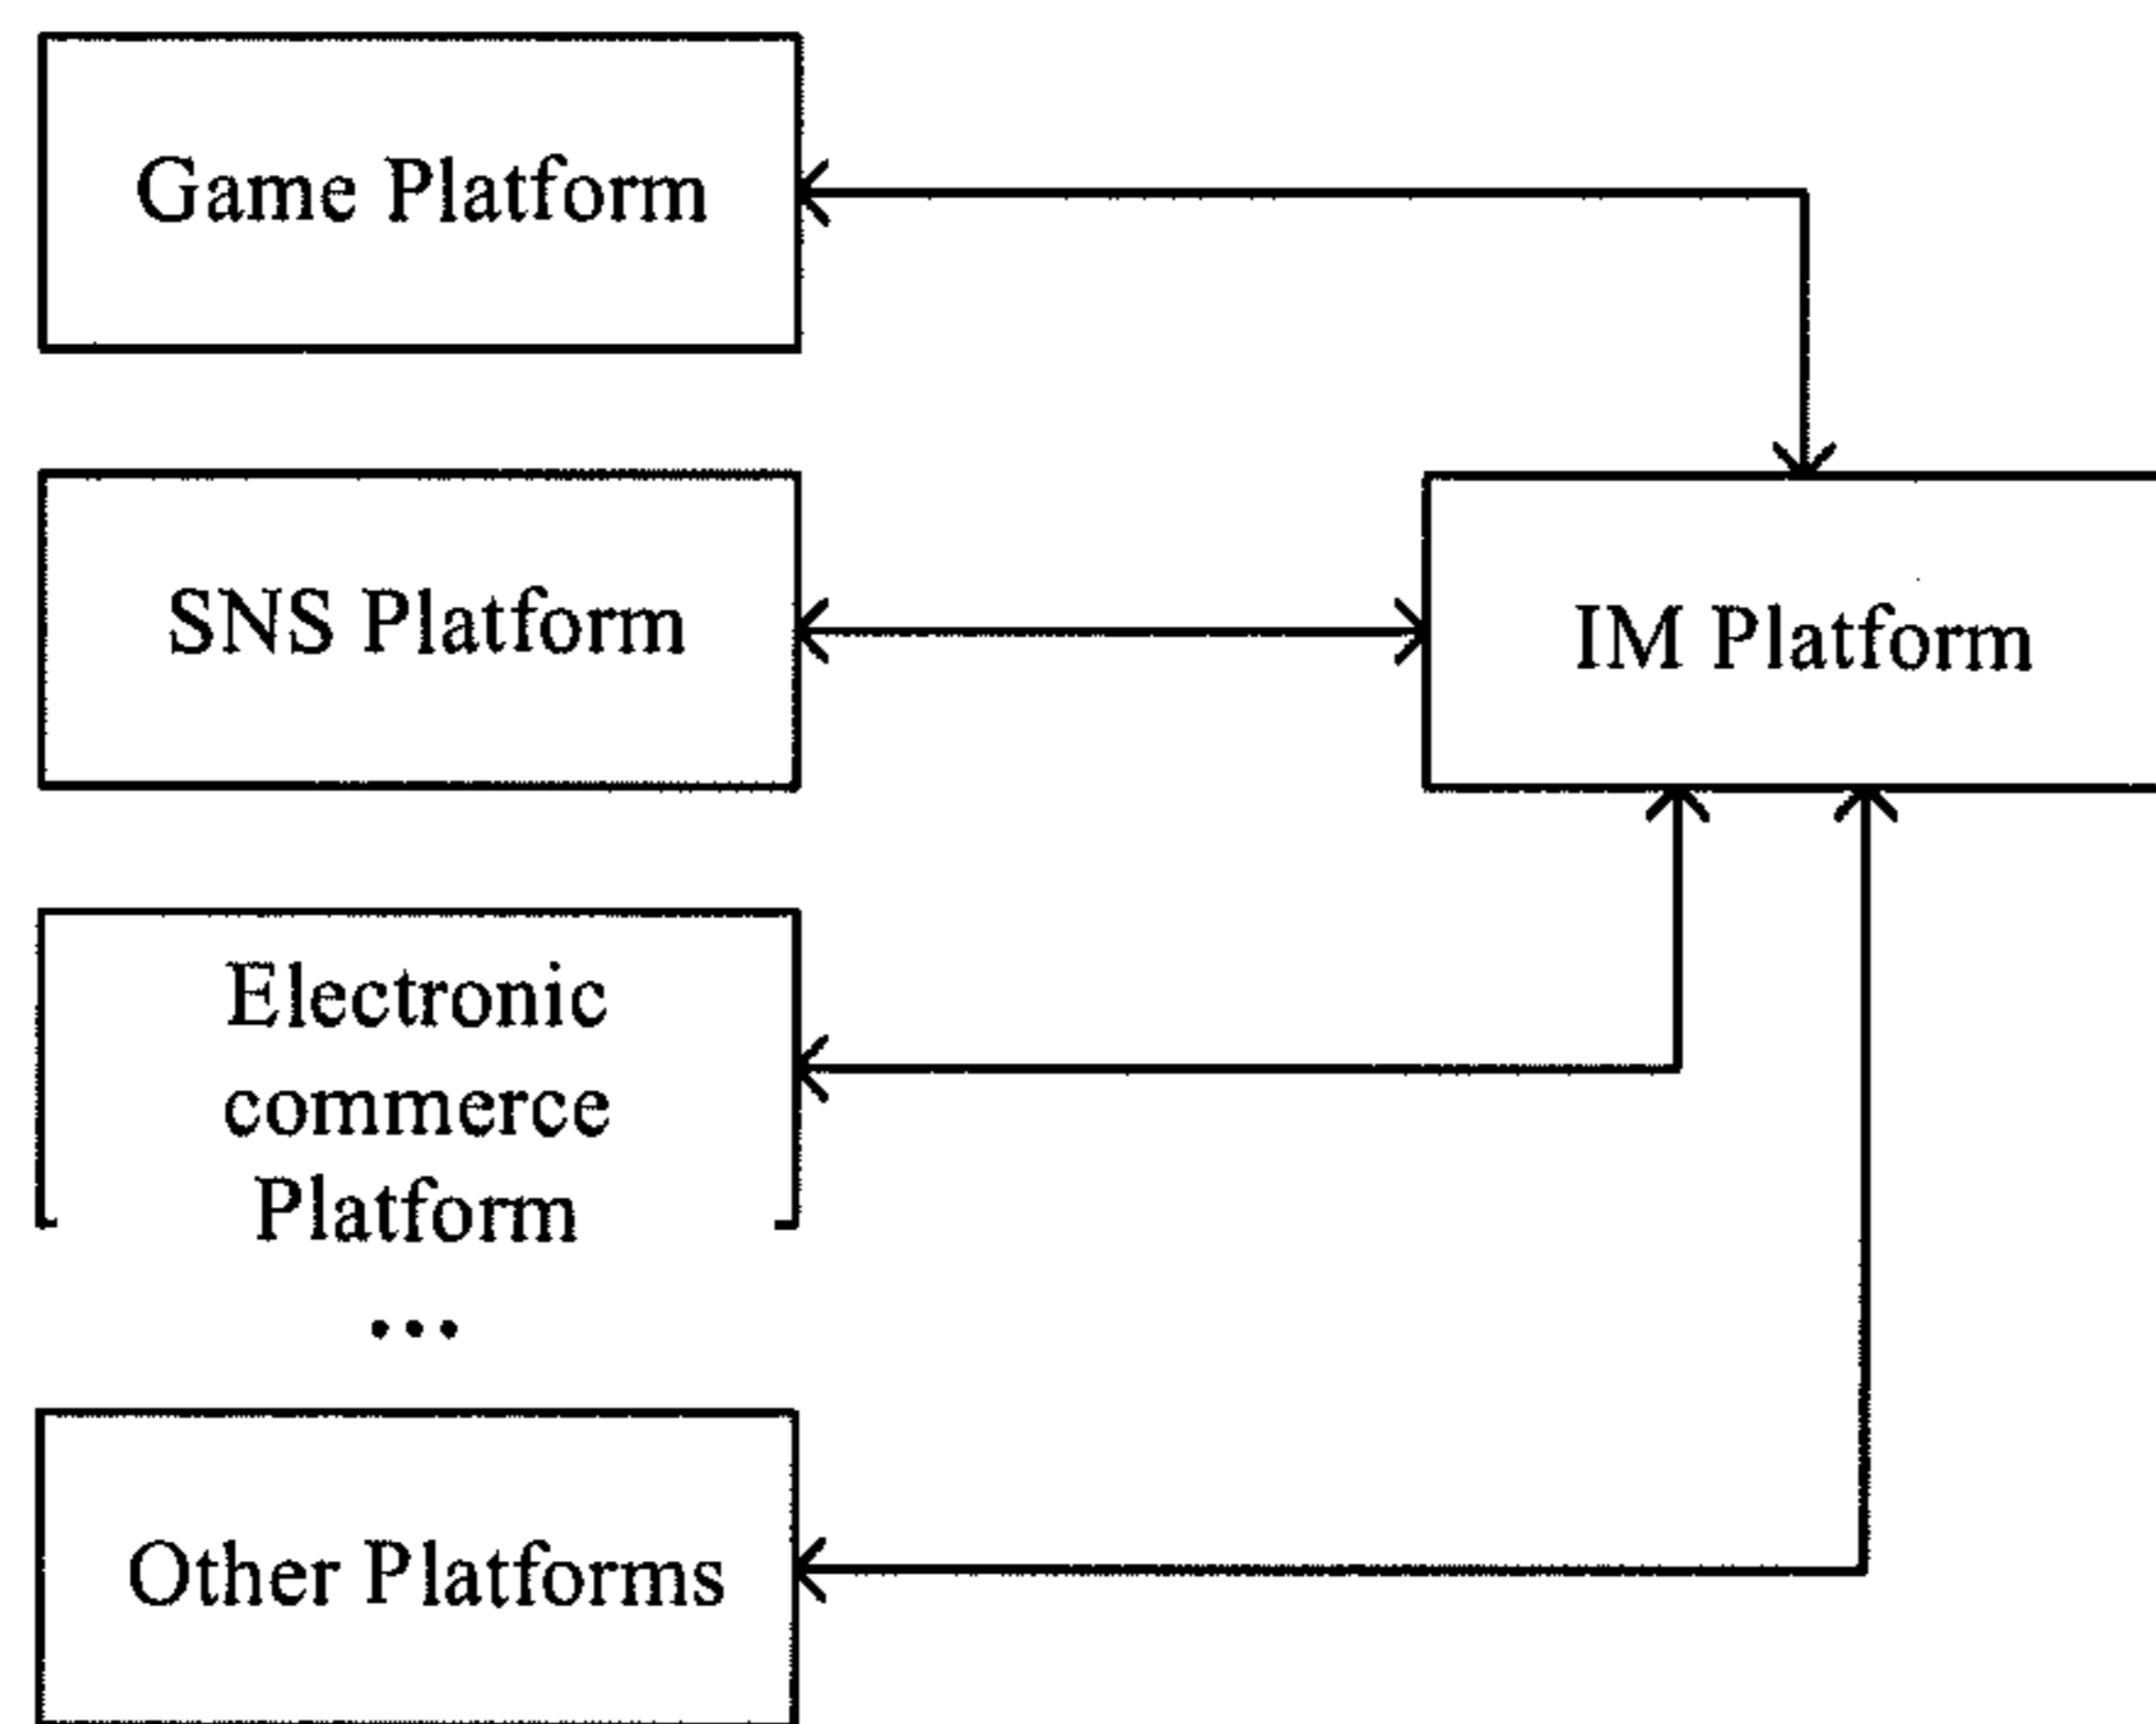 Game Platform
SNS Platform
IM Platform
Electronic
commerce
Platform
...
Other Platforms